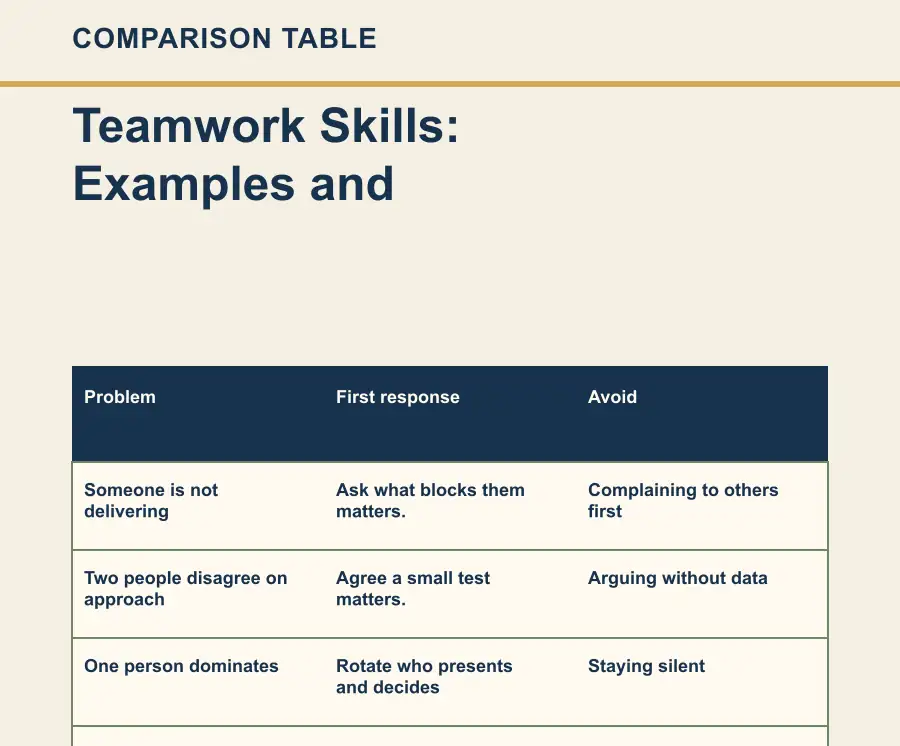 COMPARISON TABLE
Teamwork Skills:
Examples and
Problem
First response
Avoid
Someone is not
delivering
Ask what blocks them
matters.
Complaining to others
first
Two people disagree on
approach
Agree a small test
matters.
Arguing without data
One person dominates
Rotate who presents
and decides
Staying silent